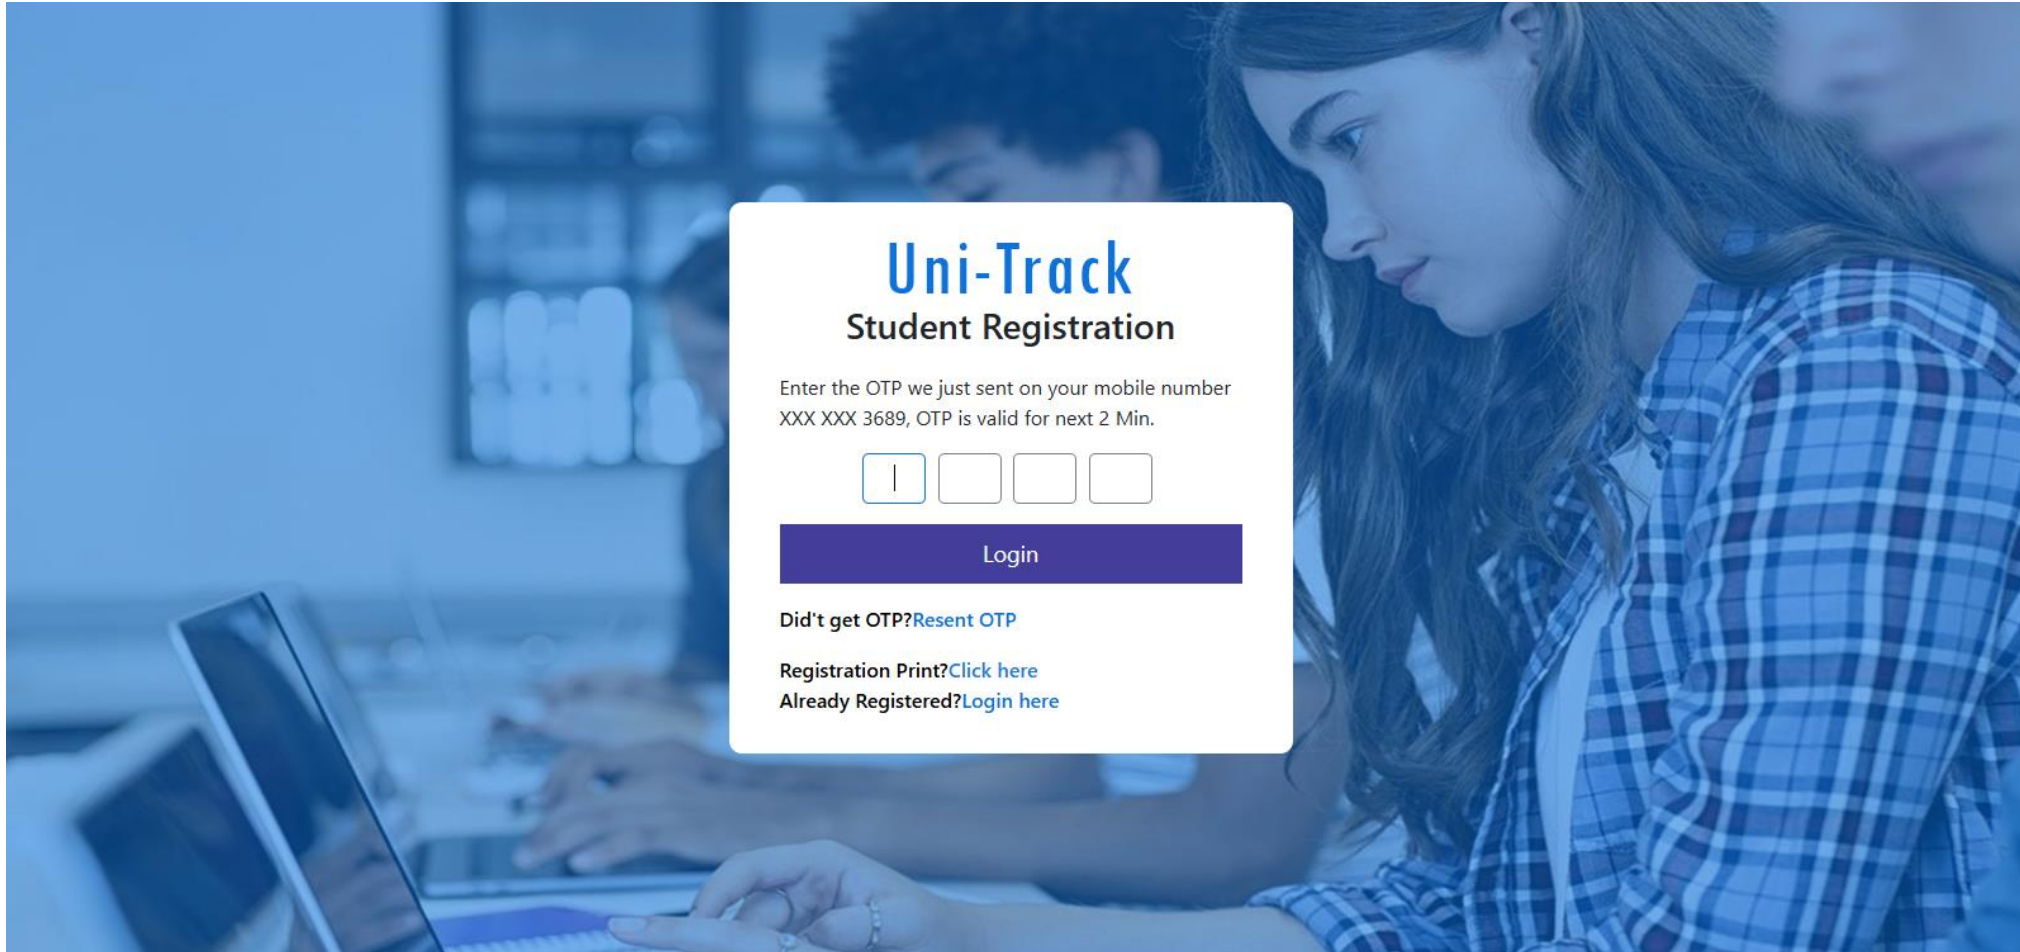 Uni-Track
Student Registration
Enter the OTP we just sent on your mobile number
XXX XXX 3689, OTP is valid for next 2 Min.
Login
Did't get OTP?Resent OTP
Registration Print?Click here
Already Registered?Login here